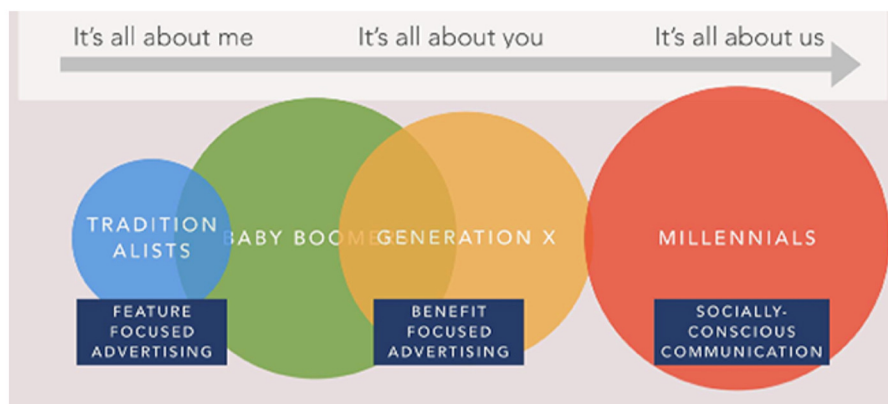 It's all about me
It's all about you
It's all about us
TRADITION
ALISTS
BABY BOOMERS
GENERATION X
MILLENNIALS
FEATURE
FOCUSED
ADVERTISING
BENEFIT
FOCUSED
ADVERTISING
SOCIALLY-
CONSCIOUS
COMMUNICATION